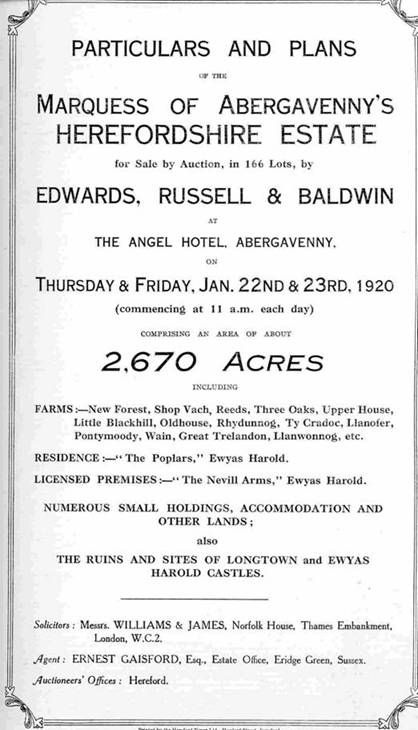 PARTICULARS AND PLANS
OF THE
MARQUESS OF ABERGAVENNY'S
HEREFORDSHIRE ESTATE
for Sale by Auction, in 166 Lots, by
EDWARDS, RUSSELL & BALDWIN
AT
THE ANGEL HOTEL, ABERGAVENNY,
ON
THURSDAY & FRIDAY, JAN. 22ND & 23RD, 1920
(commencing at 11 a.m. each day)
COMPRISING AN AREA OF ABOUT
2,670 ACRES
INCLUDING
FARMS:—New Forest, Shop Vach, Reeds, Three Oaks, Upper House,
Little Blackhill, Oldhouse, Rhydunnog, Ty Cradoc, Llanofer,
Pontymoody, Wain, Great Trelandon, Llanwonnog, etc.
RESIDENCE:—"The Poplars," Ewyas Harold.
LICENSED PREMISES:—"The Nevill Arms," Ewyas Harold.
NUMEROUS SMALL HOLDINGS, ACCOMMODATION AND
OTHER LANDS;
also
THE RUINS AND SITES OF LONGTOWN and EWYAS
HAROLD CASTLES.
Solicitors: Messrs. WILLIAMS & JAMES, Norfolk House, Thames Embankment,
London, W.C.2.
Agent: ERNEST GAISFORD, Esq., Estate Office, Eridge Green, Sussex.
Auctioneers' Offices: Hereford.